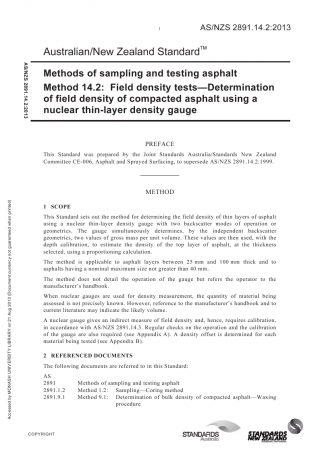 1
AS/NZS 2891.14.2:2013
Australian/New Zealand Standard™
Methods of sampling and testing asphalt
Method 14.2: Field density tests—Determination
of field density of compacted asphalt using a
nuclear thin-layer density gauge
PREFACE
This Standard was prepared by the Joint Standards Australia/Standards New Zealand
Committee CE-006, Asphalt and Sprayed Surfacing, to supersede AS/NZS 2891.14.2:1999.
METHOD
1 SCOPE
This Standard sets out the method for determining the field density of thin layers of asphalt
using a nuclear thin-layer density gauge with two backscatter modes of operation or
geometries. The gauge simultaneously determines, by the independent backscatter
geometries, two values of gross mass per unit volume. These values are then used, with the
depth calibration, to estimate the density of the top layer of asphalt, at the thickness
selected, using a proportioning calculation.
The method is applicable to asphalt layers between 25 mm and 100 mm thick and to
asphalts having a nominal maximum size not greater than 40 mm.
The method does not detail the operation of the gauge but refers the operator to the
manufacturer's handbook.
When nuclear gauges are used for density measurement, the quantity of material being
assessed is not precisely known. However, reference to the manufacturer's handbook and to
current literature may indicate the likely volume.
A nuclear gauge gives an indirect measure of field density and, hence, requires calibration,
in accordance with AS/NZS 2891.14.3. Regular checks on the operation and the calibration
of the gauge are also required (see Appendix A). A density offset is determined for each
material being tested (see Appendix B).
2 REFERENCED DOCUMENTS
The following documents are referred to in this Standard:
AS
2891 Methods of sampling and testing asphalt
2891.1.2 Method 1.2: Sampling—Coring method
2891.9.1 Method 9.1: Determination of bulk density of compacted asphalt—Waxing
procedure
COPYRIGHT
STANDARDS
Australia
STANDARDS
NEW ZEALAND
AS/NZS 2891.14.2:2013
Accessed by MONASH UNIVERSITY LIBRARY on 21 Aug 2013 (Document currency not guaranteed when printed)